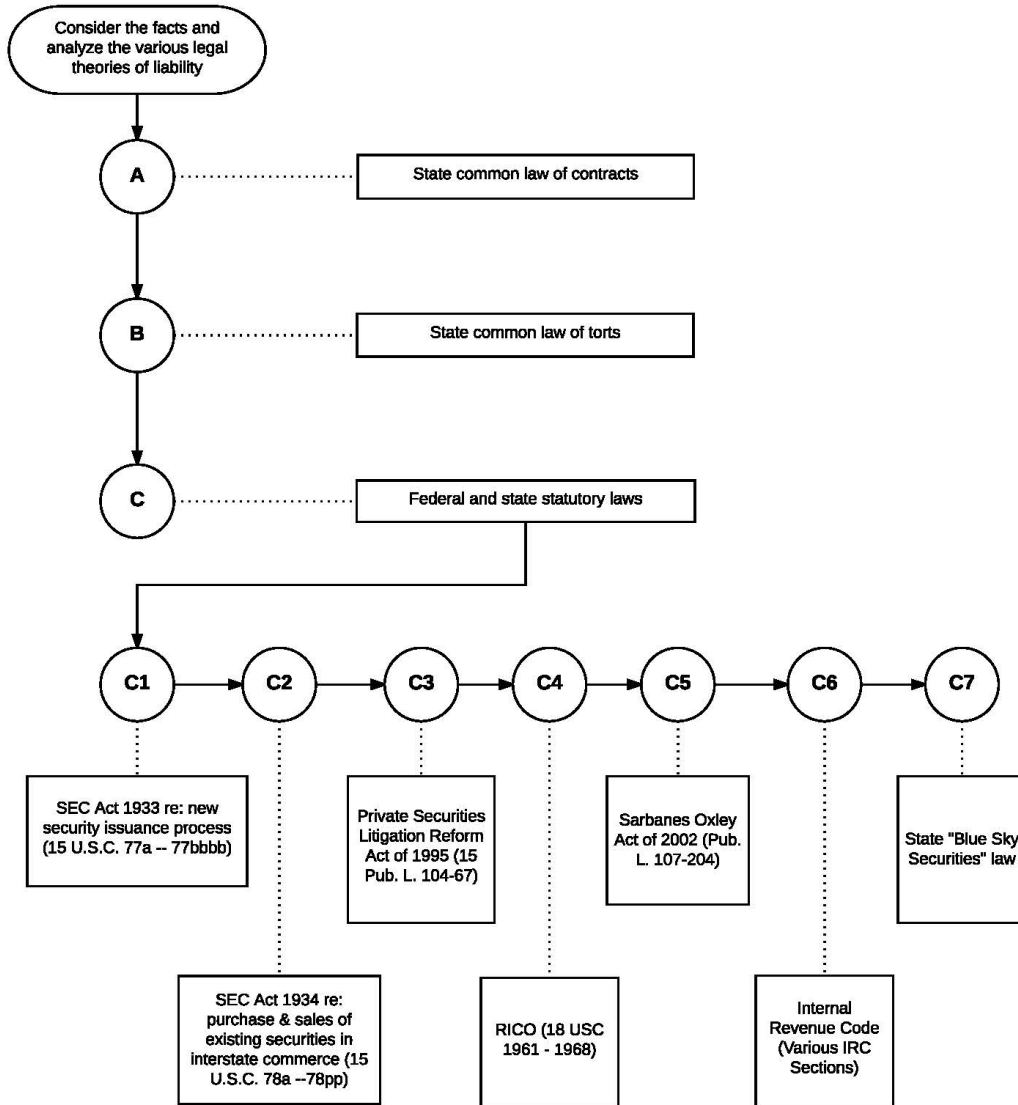 Consider the facts and
analyze the various legal
theories of liability
A
State common law of contracts
B
State common law of torts
C
Federal and state statutory laws
C1
C2
C3
C4
C5
C6
C7
SEC Act 1933 re: new
security issuance process
(15 U.S.C. 77a -- 77bbbb)
Private Securities
Litigation Reform
Act of 1995 (15
Pub. L. 104-67)
Sarbanes Oxley
Act of 2002 (Pub.
L. 107-204)
State "Blue Sky
Securities" law
SEC Act 1934 re:
purchase & sales of
existing securities in
interstate commerce (15
U.S.C. 78a --78pp)
RICO (18 USC
1961 - 1968)
Internal
Revenue Code
(Various IRC
Sections)